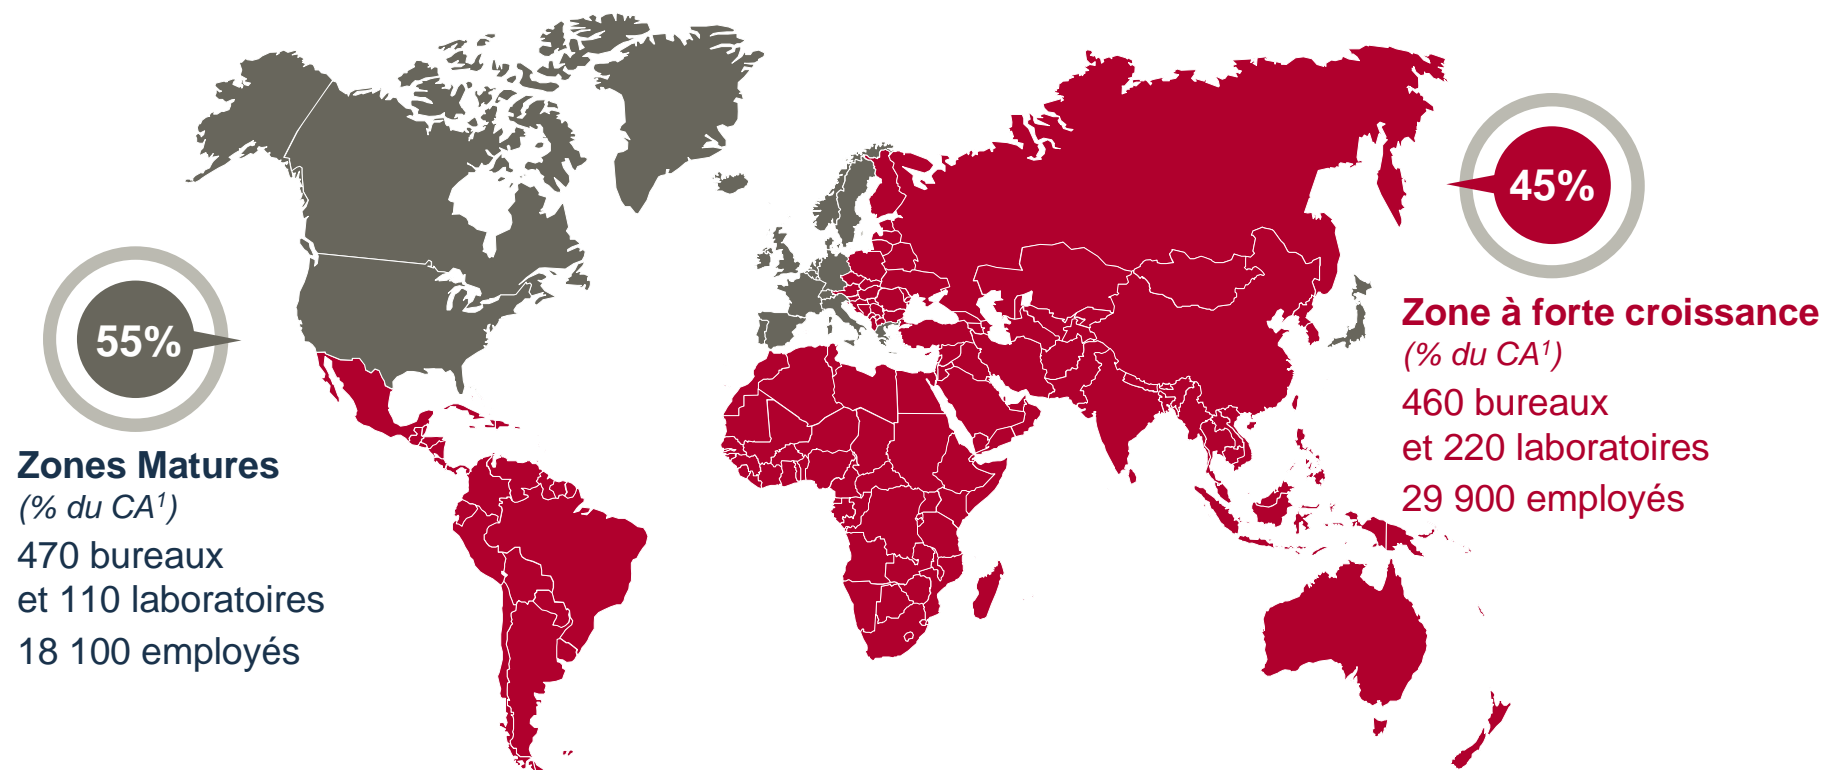 55%
Zones Matures
(% du CA¹)
470 bureaux
et 110 laboratoires
18 100 employés
45%
Zone à forte croissance
(% du CA¹)
460 bureaux
et 220 laboratoires
29 900 employés